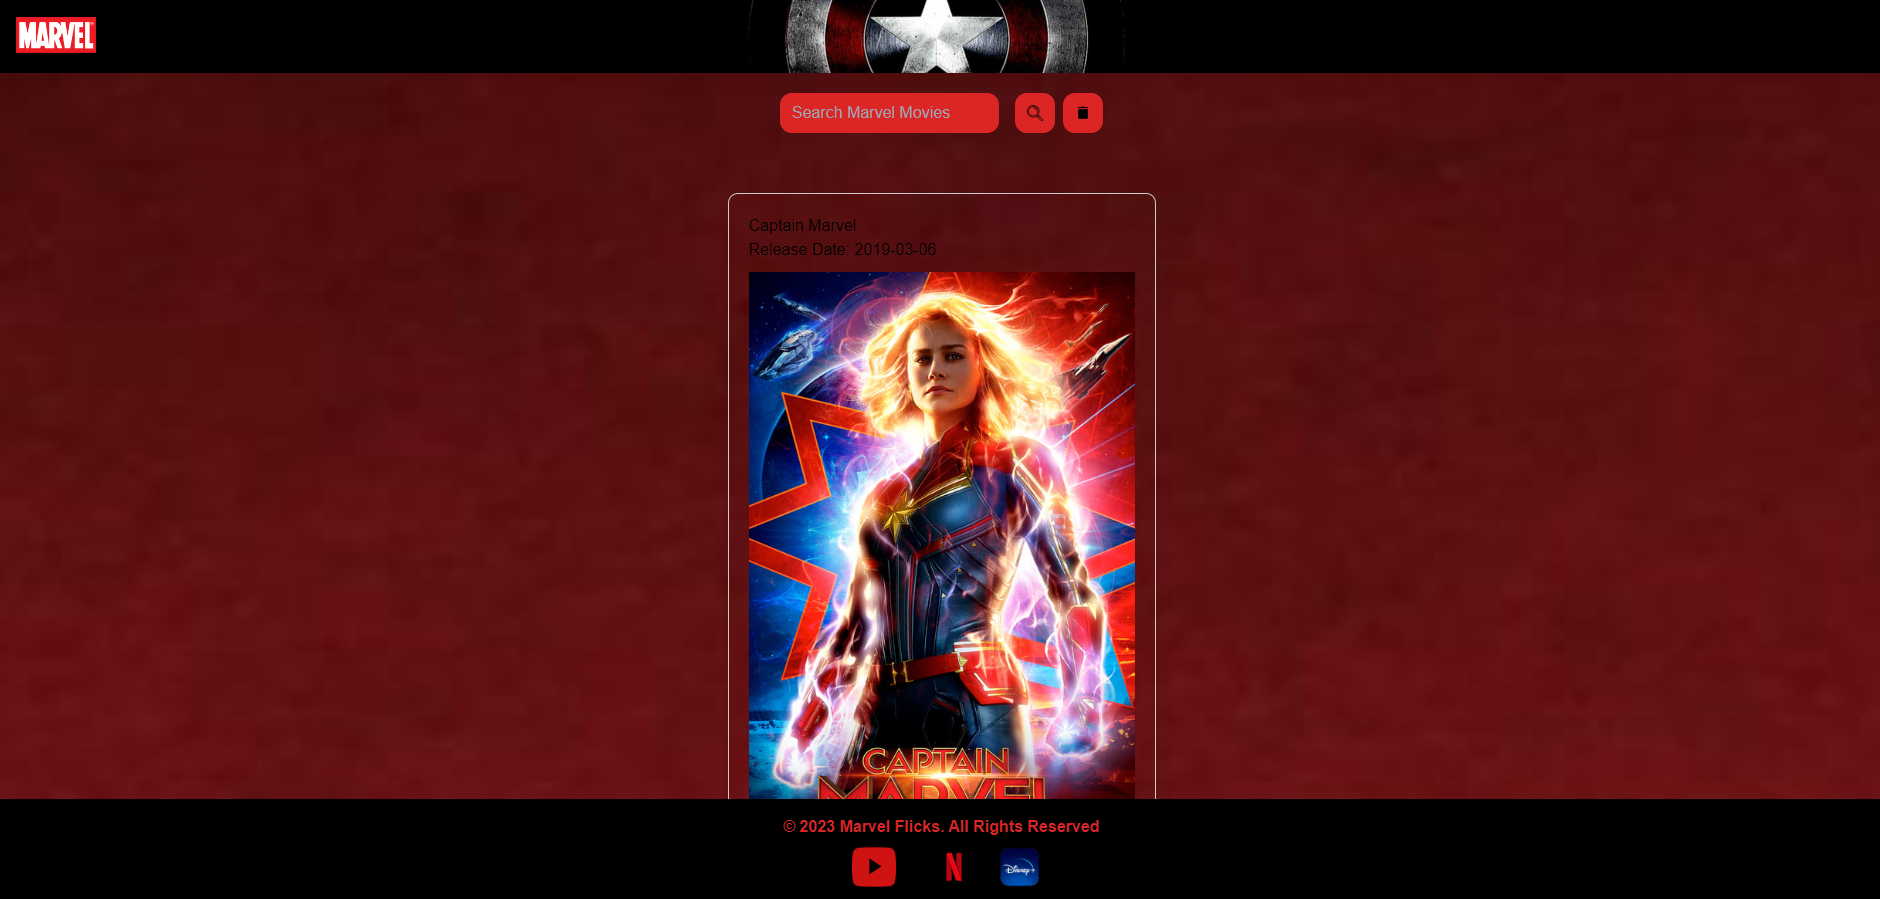 MARVEL
Search Marvel Movies
Captain Marvel
Release Date: 2019-03-06
CAPTAIN
MARVEL
© 2023 Marvel Flicks. All Rights Reserved
N
Disney+